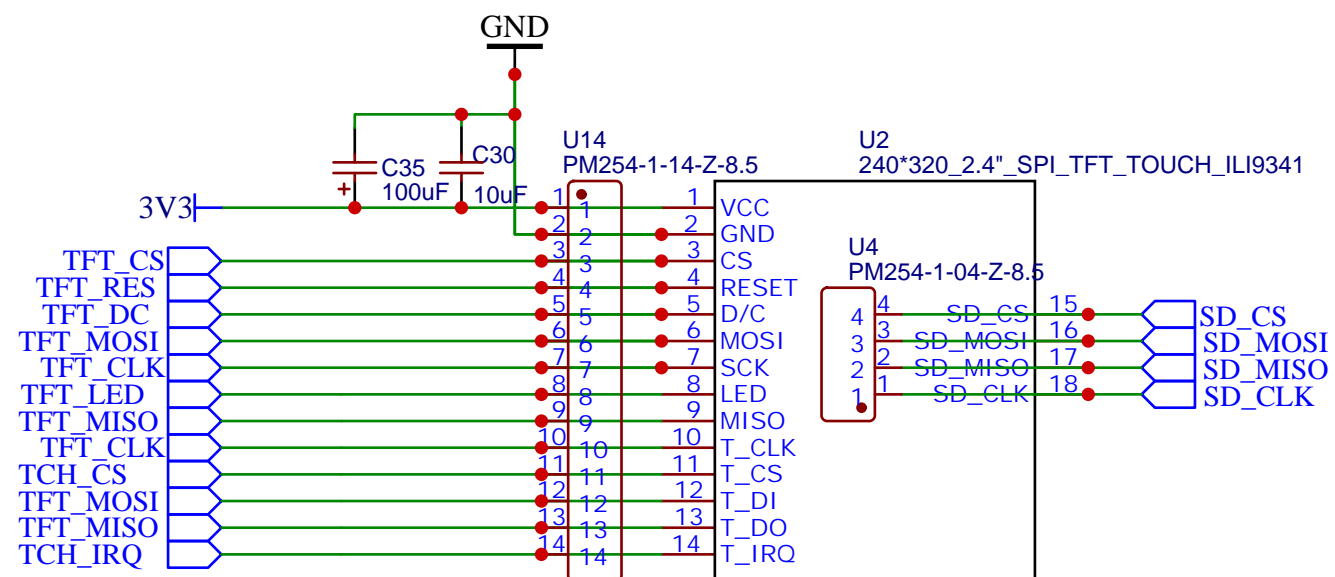 GND
C35
100uF
C30
10uF
+
U14
PM254-1-14-Z-8.5
U2
240*320_2.4"_SPI_TFT_TOUCH_ILI9341
3V3 1 1 1 VCC
2 2 2 GND
TFT_CS 3 3 3 CS
TFT_RES 4 4 4 RESET
TFT_DC 5 5 5 D/C
TFT_MOSI 6 6 6 MOSI
TFT_CLK 7 7 7 SCK
TFT_LED 8 8 8 LED
TFT_MISO 9 9 9 MISO
TFT_CLK 10 10 10 T_CLK
TCH_CS 11 11 11 T_CS
TFT_MOSI 12 12 12 T_DI
TFT_MISO 13 13 13 T_DO
TCH_IRQ 14 14 14 T_IRQ
U4
PM254-1-04-Z-8.5
4 4 SD_CS 15 SD_CS
3 3 SD_MOSI 16 SD_MOSI
2 2 SD_MISO 17 SD_MISO
1 1 SD_CLK 18 SD_CLK